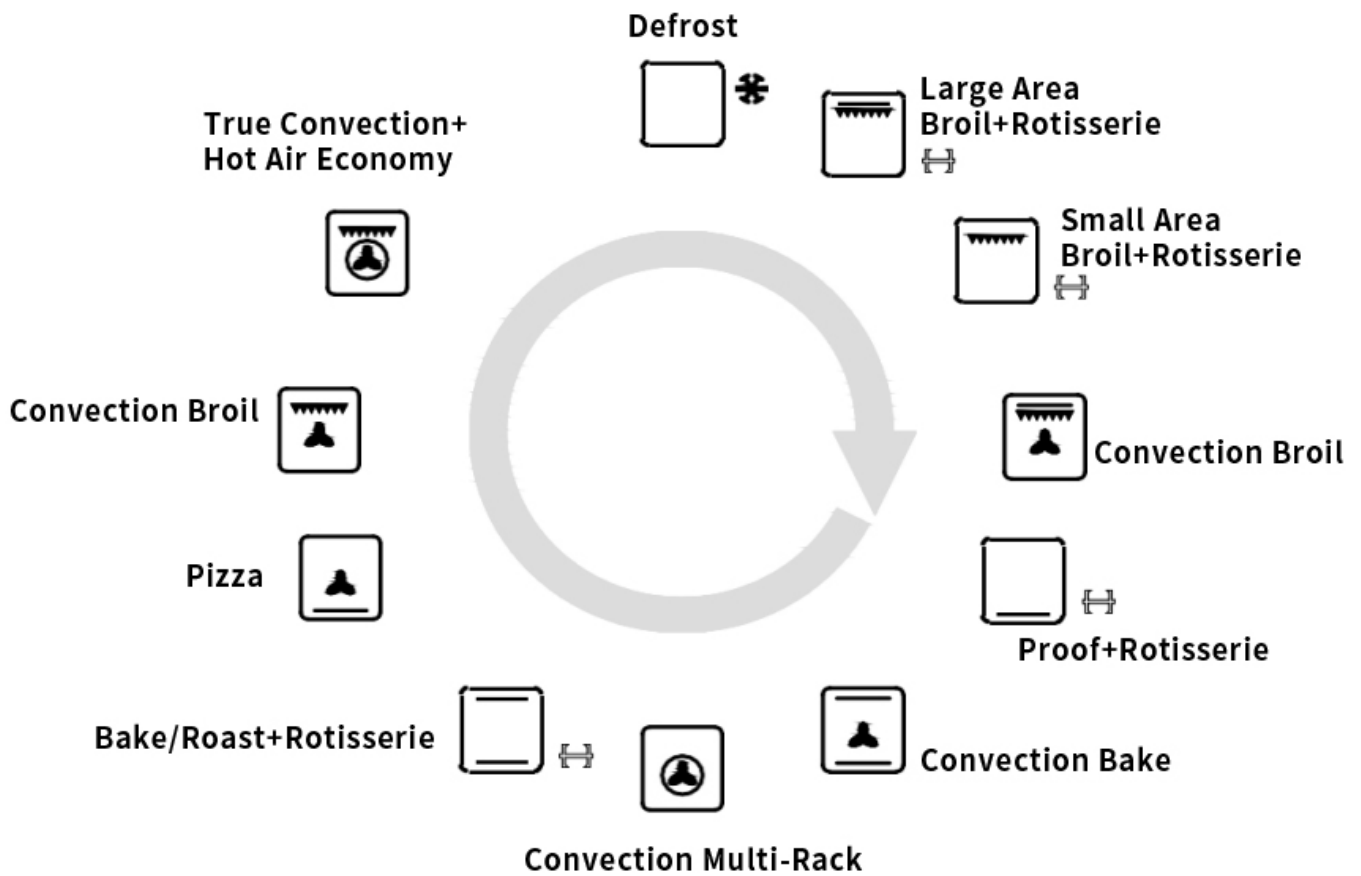 Defrost
Large Area
Broil+Rotisserie
True Convection+
Hot Air Economy
Small Area
Broil+Rotisserie
Convection Broil
Convection Broil
Pizza
Proof+Rotisserie
Bake/Roast+Rotisserie
Convection Bake
Convection Multi-Rack